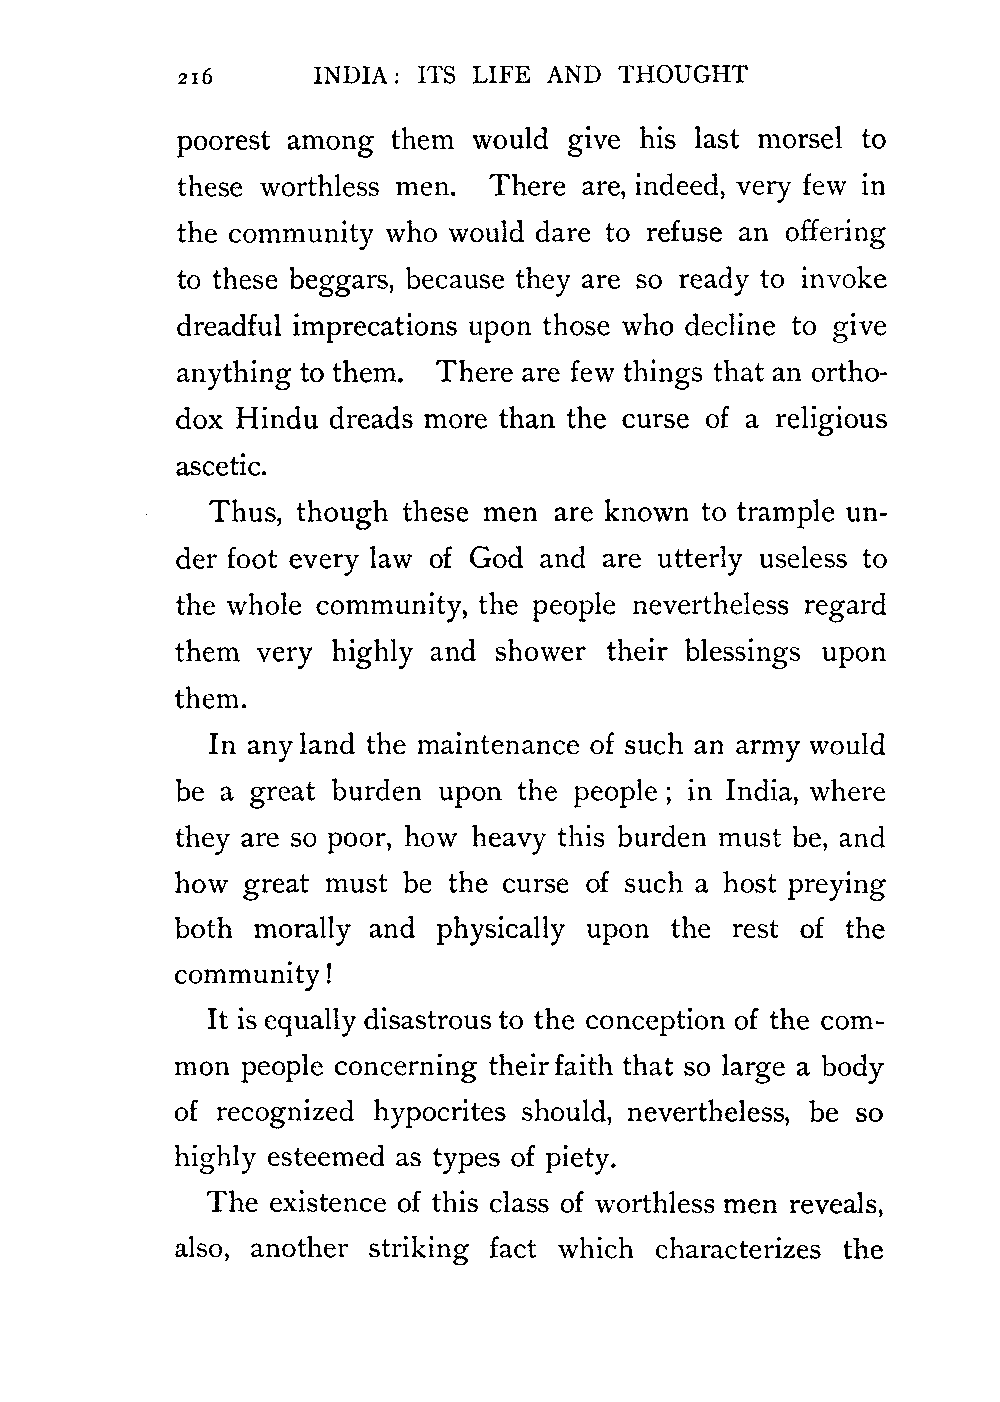 216 INDIA: ITS LIFE AND THOUGHT
poorest among them would give his last morsel to
these worthless men. There are, indeed, very few in
the community who would dare to refuse an offering
to these beggars, because they are so ready to invoke
dreadful imprecations upon those who decline to give
anything to them. There are few things that an ortho-
dox Hindu dreads more than the curse of a religious
ascetic.
Thus, though these men are known to trample un-
der foot every law of God and are utterly useless to
the whole community, the people nevertheless regard
them very highly and shower their blessings upon
them.
In any land the maintenance of such an army would
be a great burden upon the people; in India, where
they are so poor, how heavy this burden must be, and
how great must be the curse of such a host preying
both morally and physically upon the rest of the
community!
It is equally disastrous to the conception of the com-
mon people concerning their faith that so large a body
of recognized hypocrites should, nevertheless, be so
highly esteemed as types of piety.
The existence of this class of worthless men reveals,
also, another striking fact which characterizes the